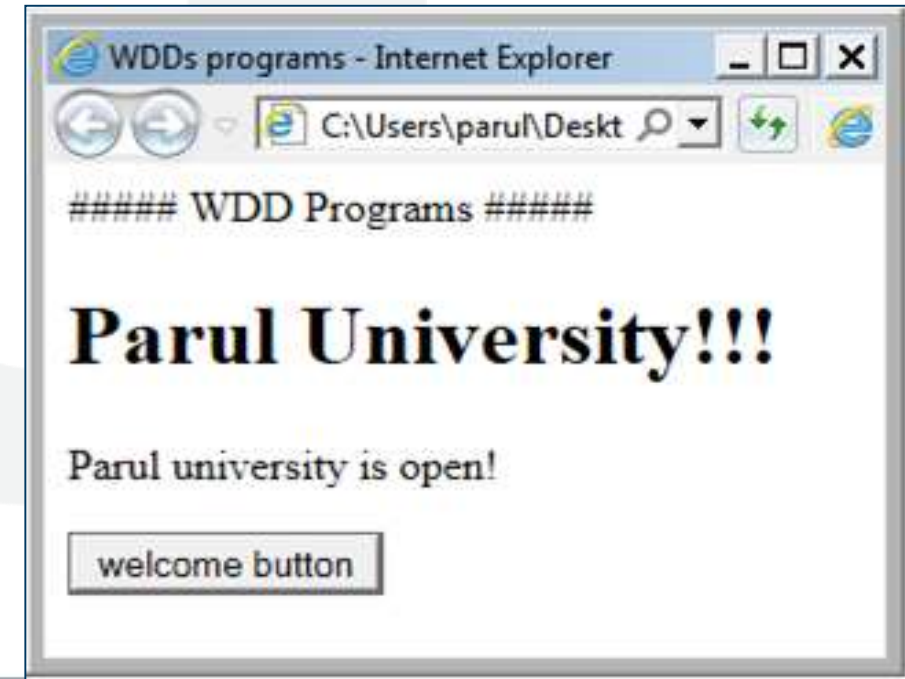 WDDs programs - Internet Explorer
C:\Users\parul\Deskt
##### WDD Programs #####
Parul University!!!
Parul university is open!
welcome button